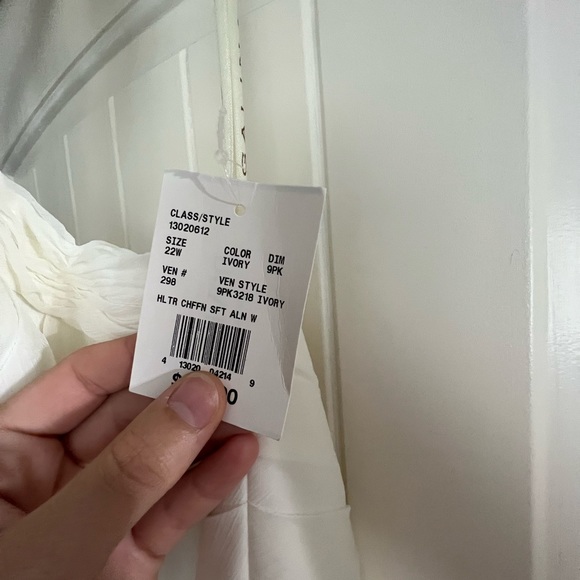 CLASS/STYLE
13020612
SIZE COLOR DIM
22W IVORY 9PK
VEN # VEN STYLE
298 9PK3218 IVORY
HLTR CHFFN SFT ALN W
4 13020 04214 9
$ 00